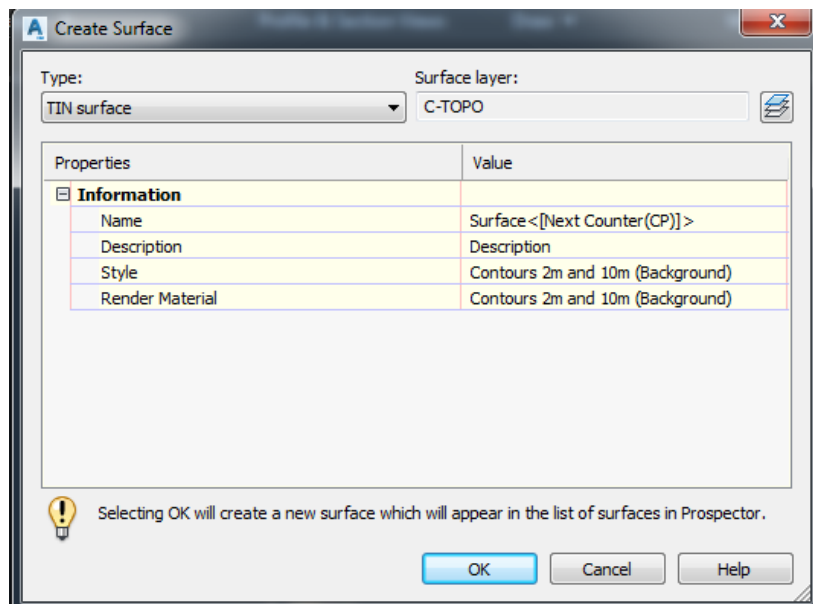 Create Surface
Type:
Surface layer:
TIN surface
C-TOPO
Properties Value
Information
Name Surface<[Next Counter(CP)]>
Description Description
Style Contours 2m and 10m (Background)
Render Material Contours 2m and 10m (Background)
Selecting OK will create a new surface which will appear in the list of surfaces in Prospector.
OK Cancel Help